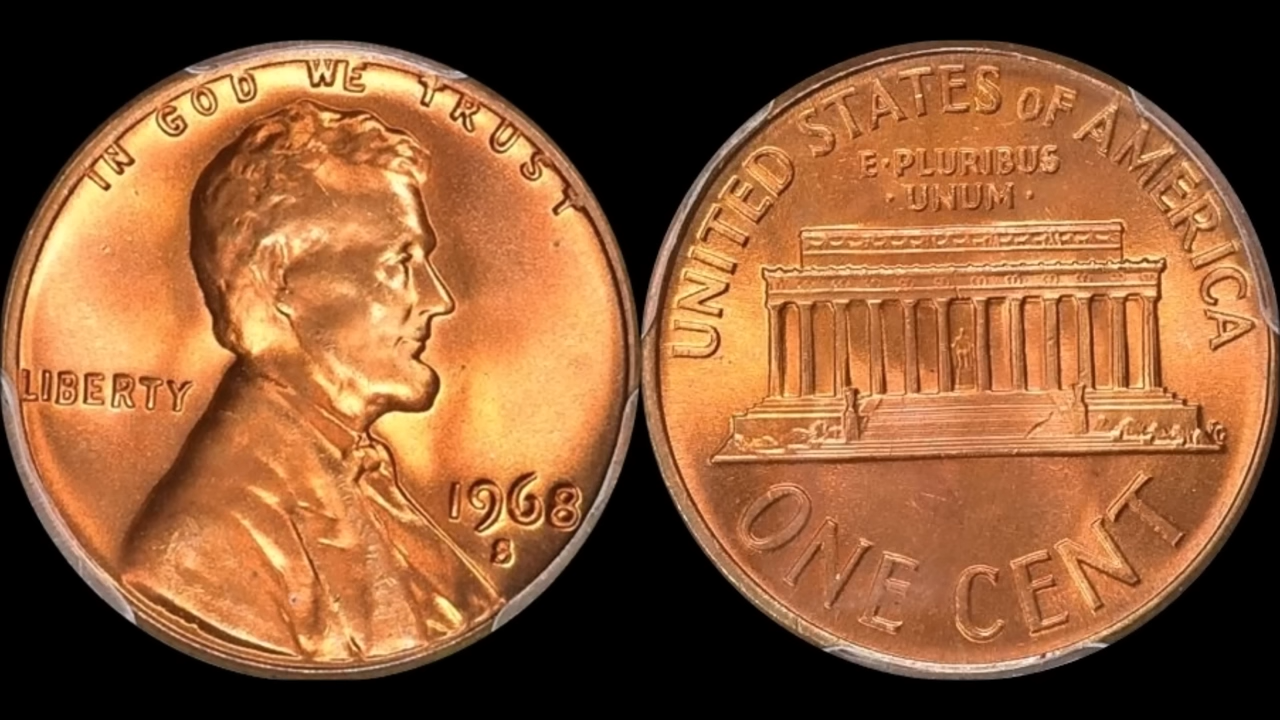 IN GOD WE TRUST
LIBERTY
1968
S
UNITED STATES OF AMERICA
E·PLURIBUS
·UNUM·
ONE CENT